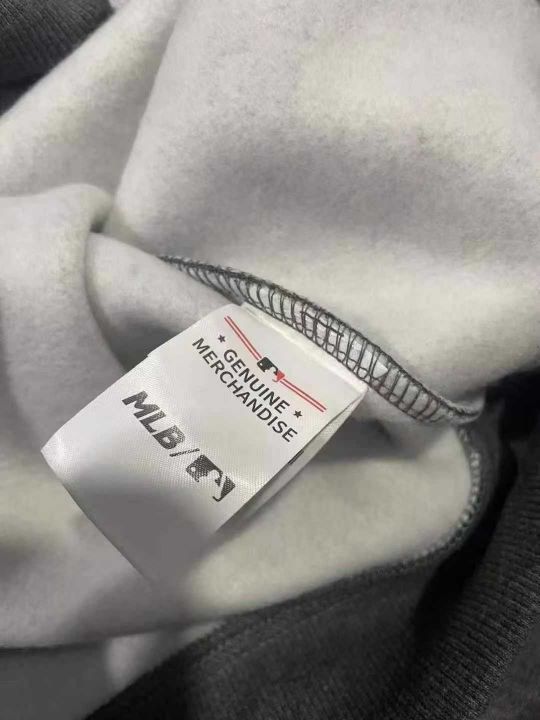 ★ GENUINE ★
MERCHANDISE
MLB/